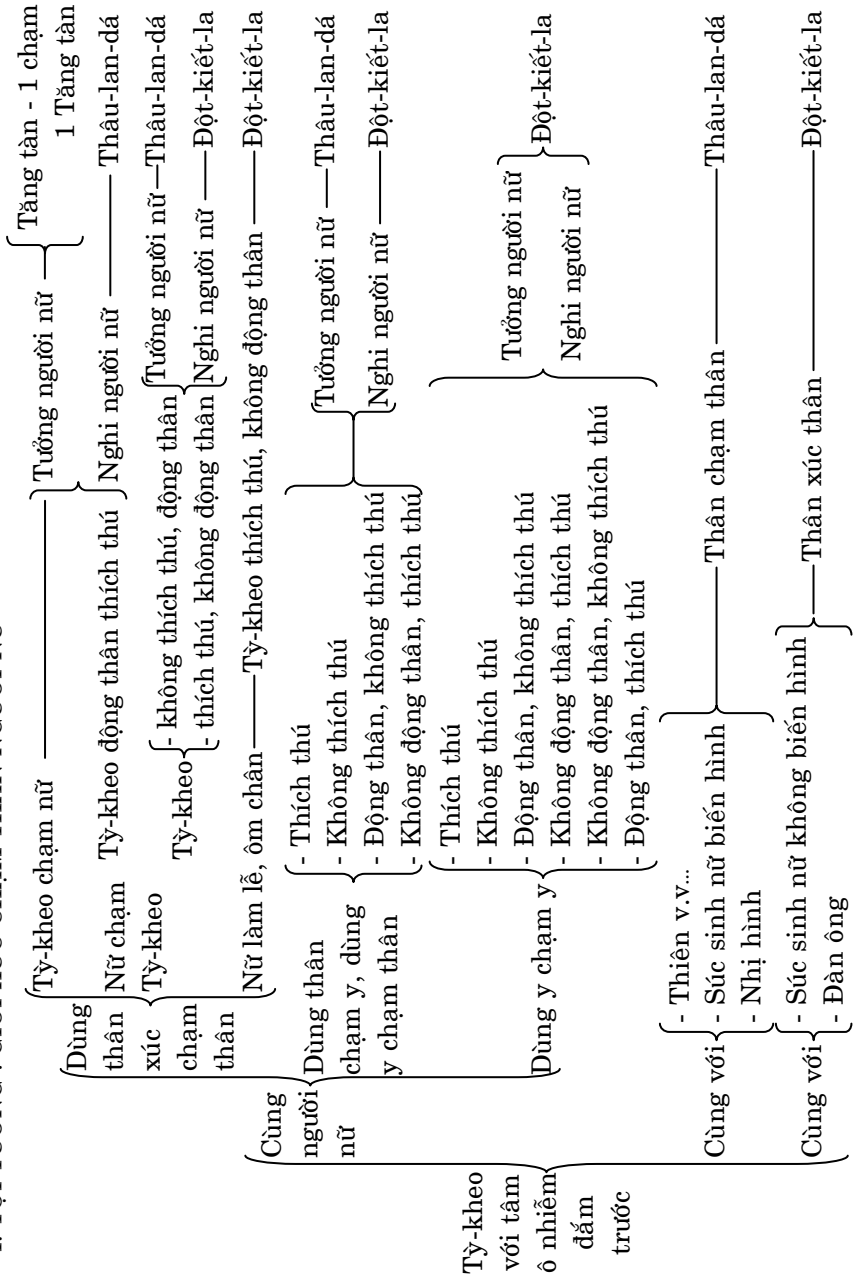 Tỳ-kheo
với tâm
ô nhiễm
đắm
trước
Cùng
người
nữ
Dùng
thân
xúc
chạm
thân
Tỳ-kheo chạm nữ
Tưởng người nữ
Tăng tàn - 1 chạm
1 Tăng tàn
Nữ chạm
Tỳ-kheo
Tỳ-kheo động thân thích thú
Nghi người nữ
Thâu-lan-dá
Tỳ-kheo
- không thích thú, động thân
- thích thú, không động thân
Tưởng người nữ
Thâu-lan-dá
Nghi người nữ
Đột-kiết-la
Nữ làm lễ, ôm chân
Tỳ-kheo thích thú, không động thân
Đột-kiết-la
Dùng thân
chạm y, dùng
y chạm thân
- Thích thú
- Không thích thú
- Động thân, không thích thú
- Không động thân, thích thú
Tưởng người nữ
Thâu-lan-dá
Nghi người nữ
Đột-kiết-la
Dùng y chạm y
- Thích thú
- Không thích thú
- Động thân, không thích thú
- Không động thân, thích thú
- Không động thân, không thích thú
- Động thân, thích thú
Tưởng người nữ
Nghi người nữ
Đột-kiết-la
Cùng với
- Thiên v.v...
- Súc sinh nữ biến hình
- Nhị hình
Thân chạm thân
Thâu-lan-dá
Cùng với
- Súc sinh nữ không biến hình
- Đàn ông
Thân xúc thân
Đột-kiết-la